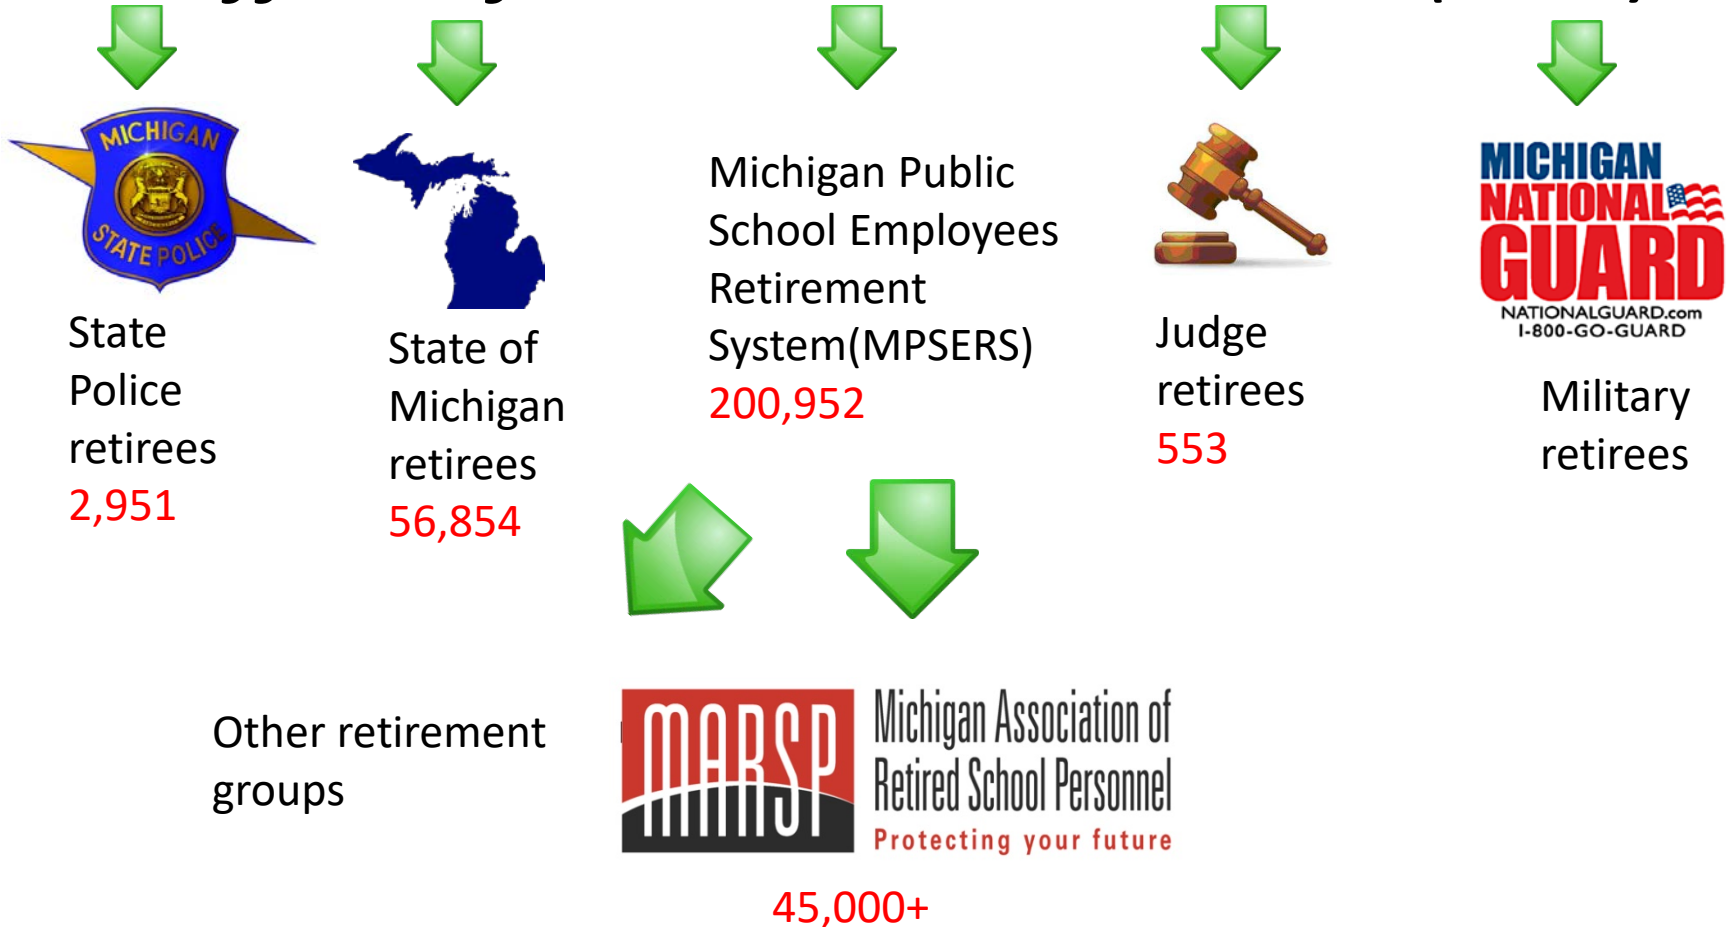 MICHIGAN
STATE POLICE
State
Police
retirees
2,951
State of
Michigan
retirees
56,854
Michigan Public
School Employees
Retirement
System(MPSERS)
200,952
Judge
retirees
553
MICHIGAN
NATIONAL
GUARD
NATIONALGUARD.com
1-800-GO-GUARD
Military
retirees
Other retirement
groups
MARSP
Michigan Association of
Retired School Personnel
Protecting your future
45,000+